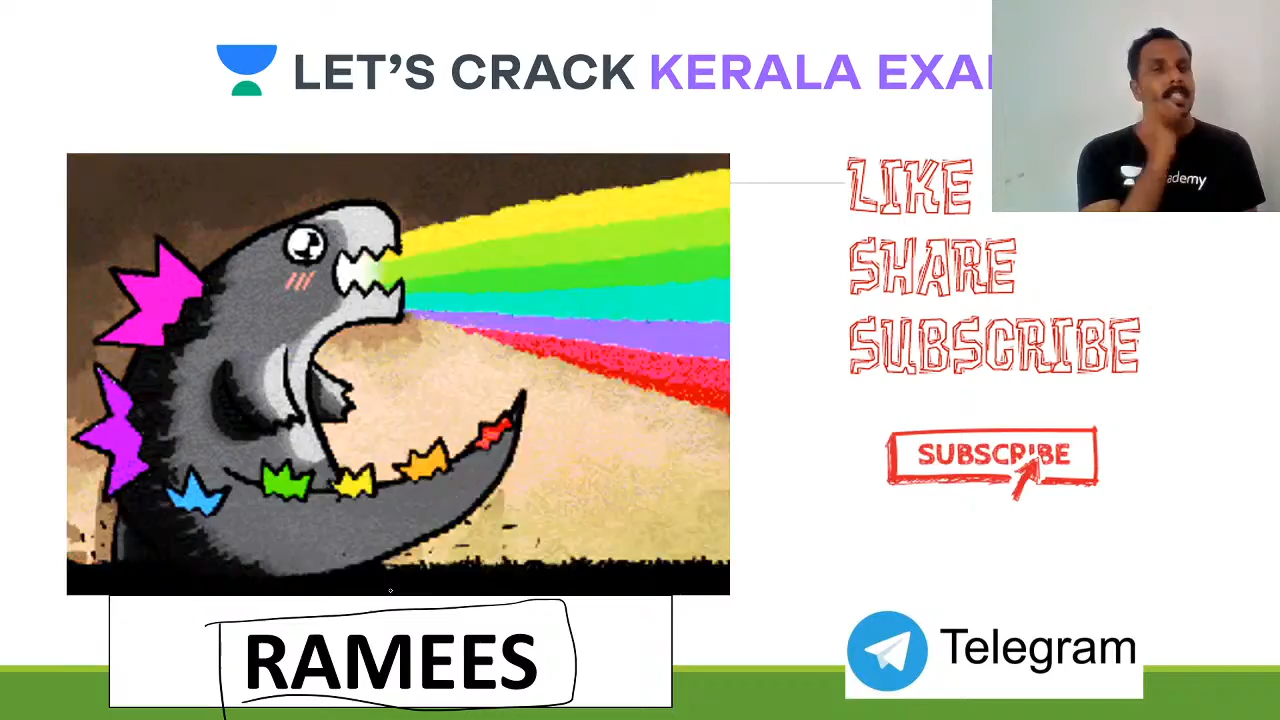 LET'S CRACK KERALA EXA
LIKE
SHARE
SUBSCRIBE
SUBSCRIBE
RAMEES
Telegram